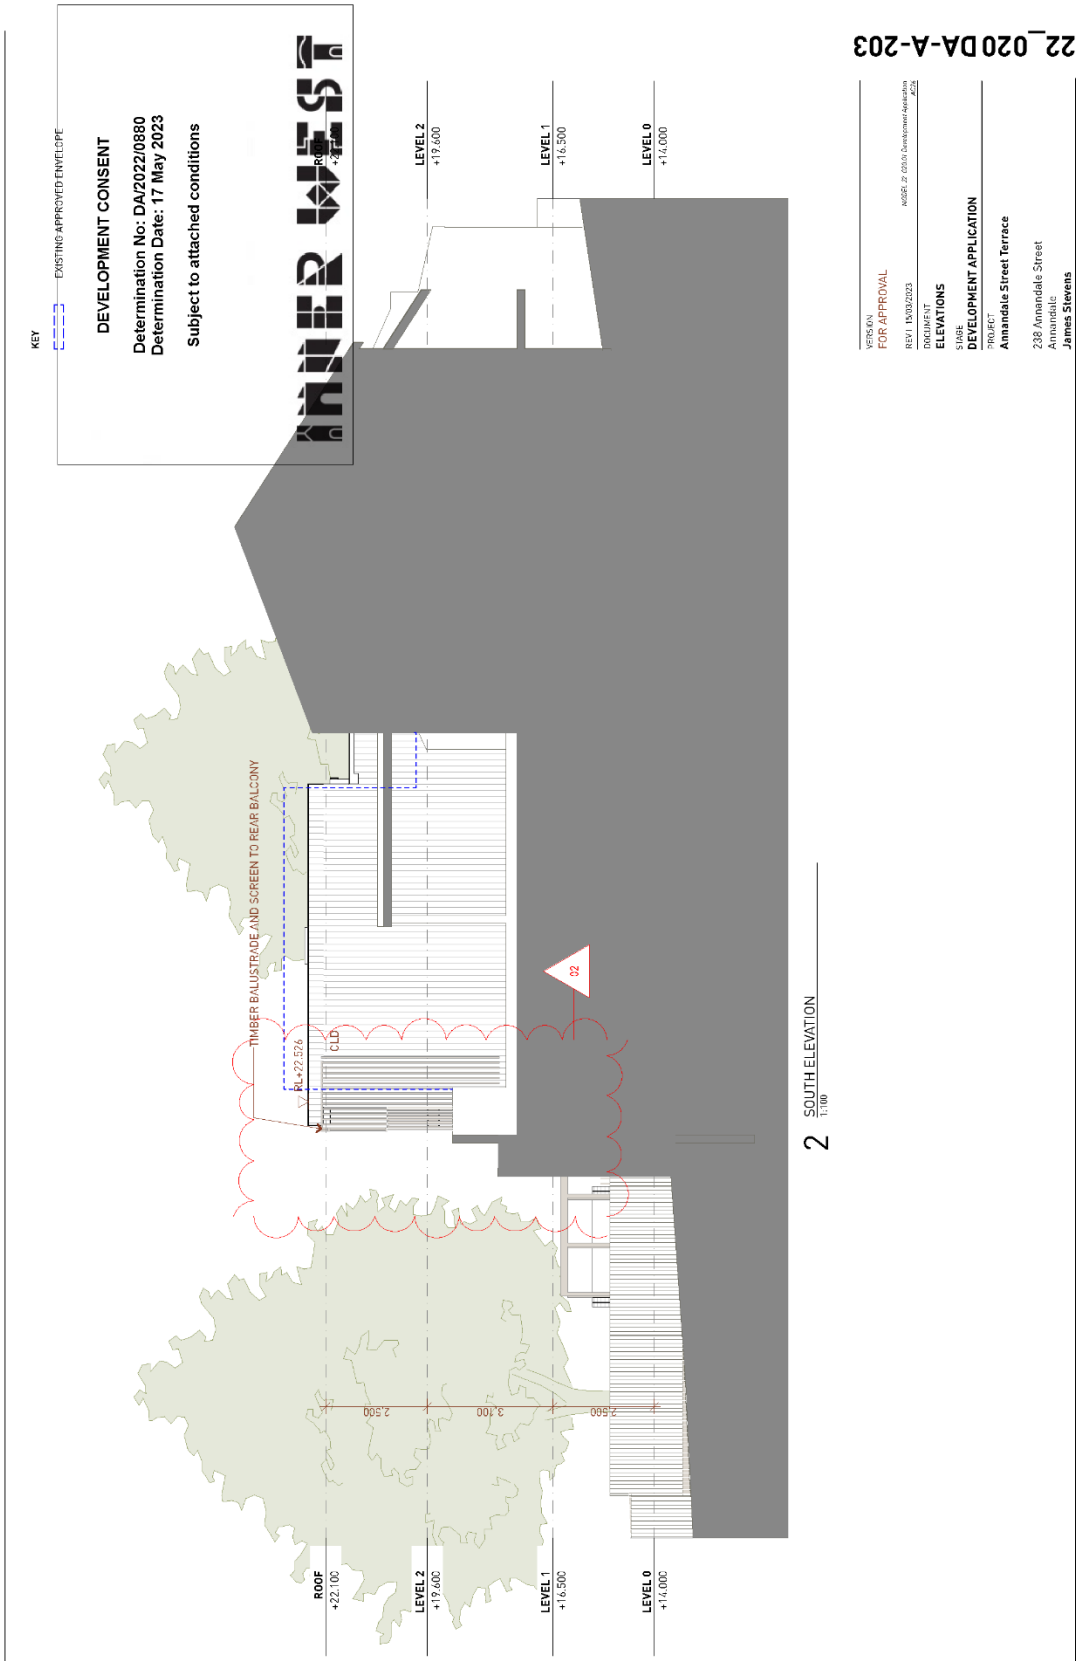 KEY
EXISTING APPROVED ENVELOPE
DEVELOPMENT CONSENT
Determination No: DA/2022/0880
Determination Date: 17 May 2023
Subject to attached conditions
INNER WEST
ROOF
LEVEL 2
+19.600
LEVEL 1
+16.500
LEVEL 0
+14.000
TIMBER BALUSTRADE AND SCREEN TO REAR BALCONY
RL+22.526
CLD
02
2,500
3,100
2,500
ROOF
+22.100
LEVEL 2
+19.600
LEVEL 1
+16.500
LEVEL 0
+14.000
2 SOUTH ELEVATION
1:100
22_020 DA-A-203
VERSION
FOR APPROVAL
REV 1 15/03/2023
DOCUMENT
ELEVATIONS
STAGE
DEVELOPMENT APPLICATION
PROJECT
Annandale Street Terrace
238 Annandale Street
Annandale
James Stevens